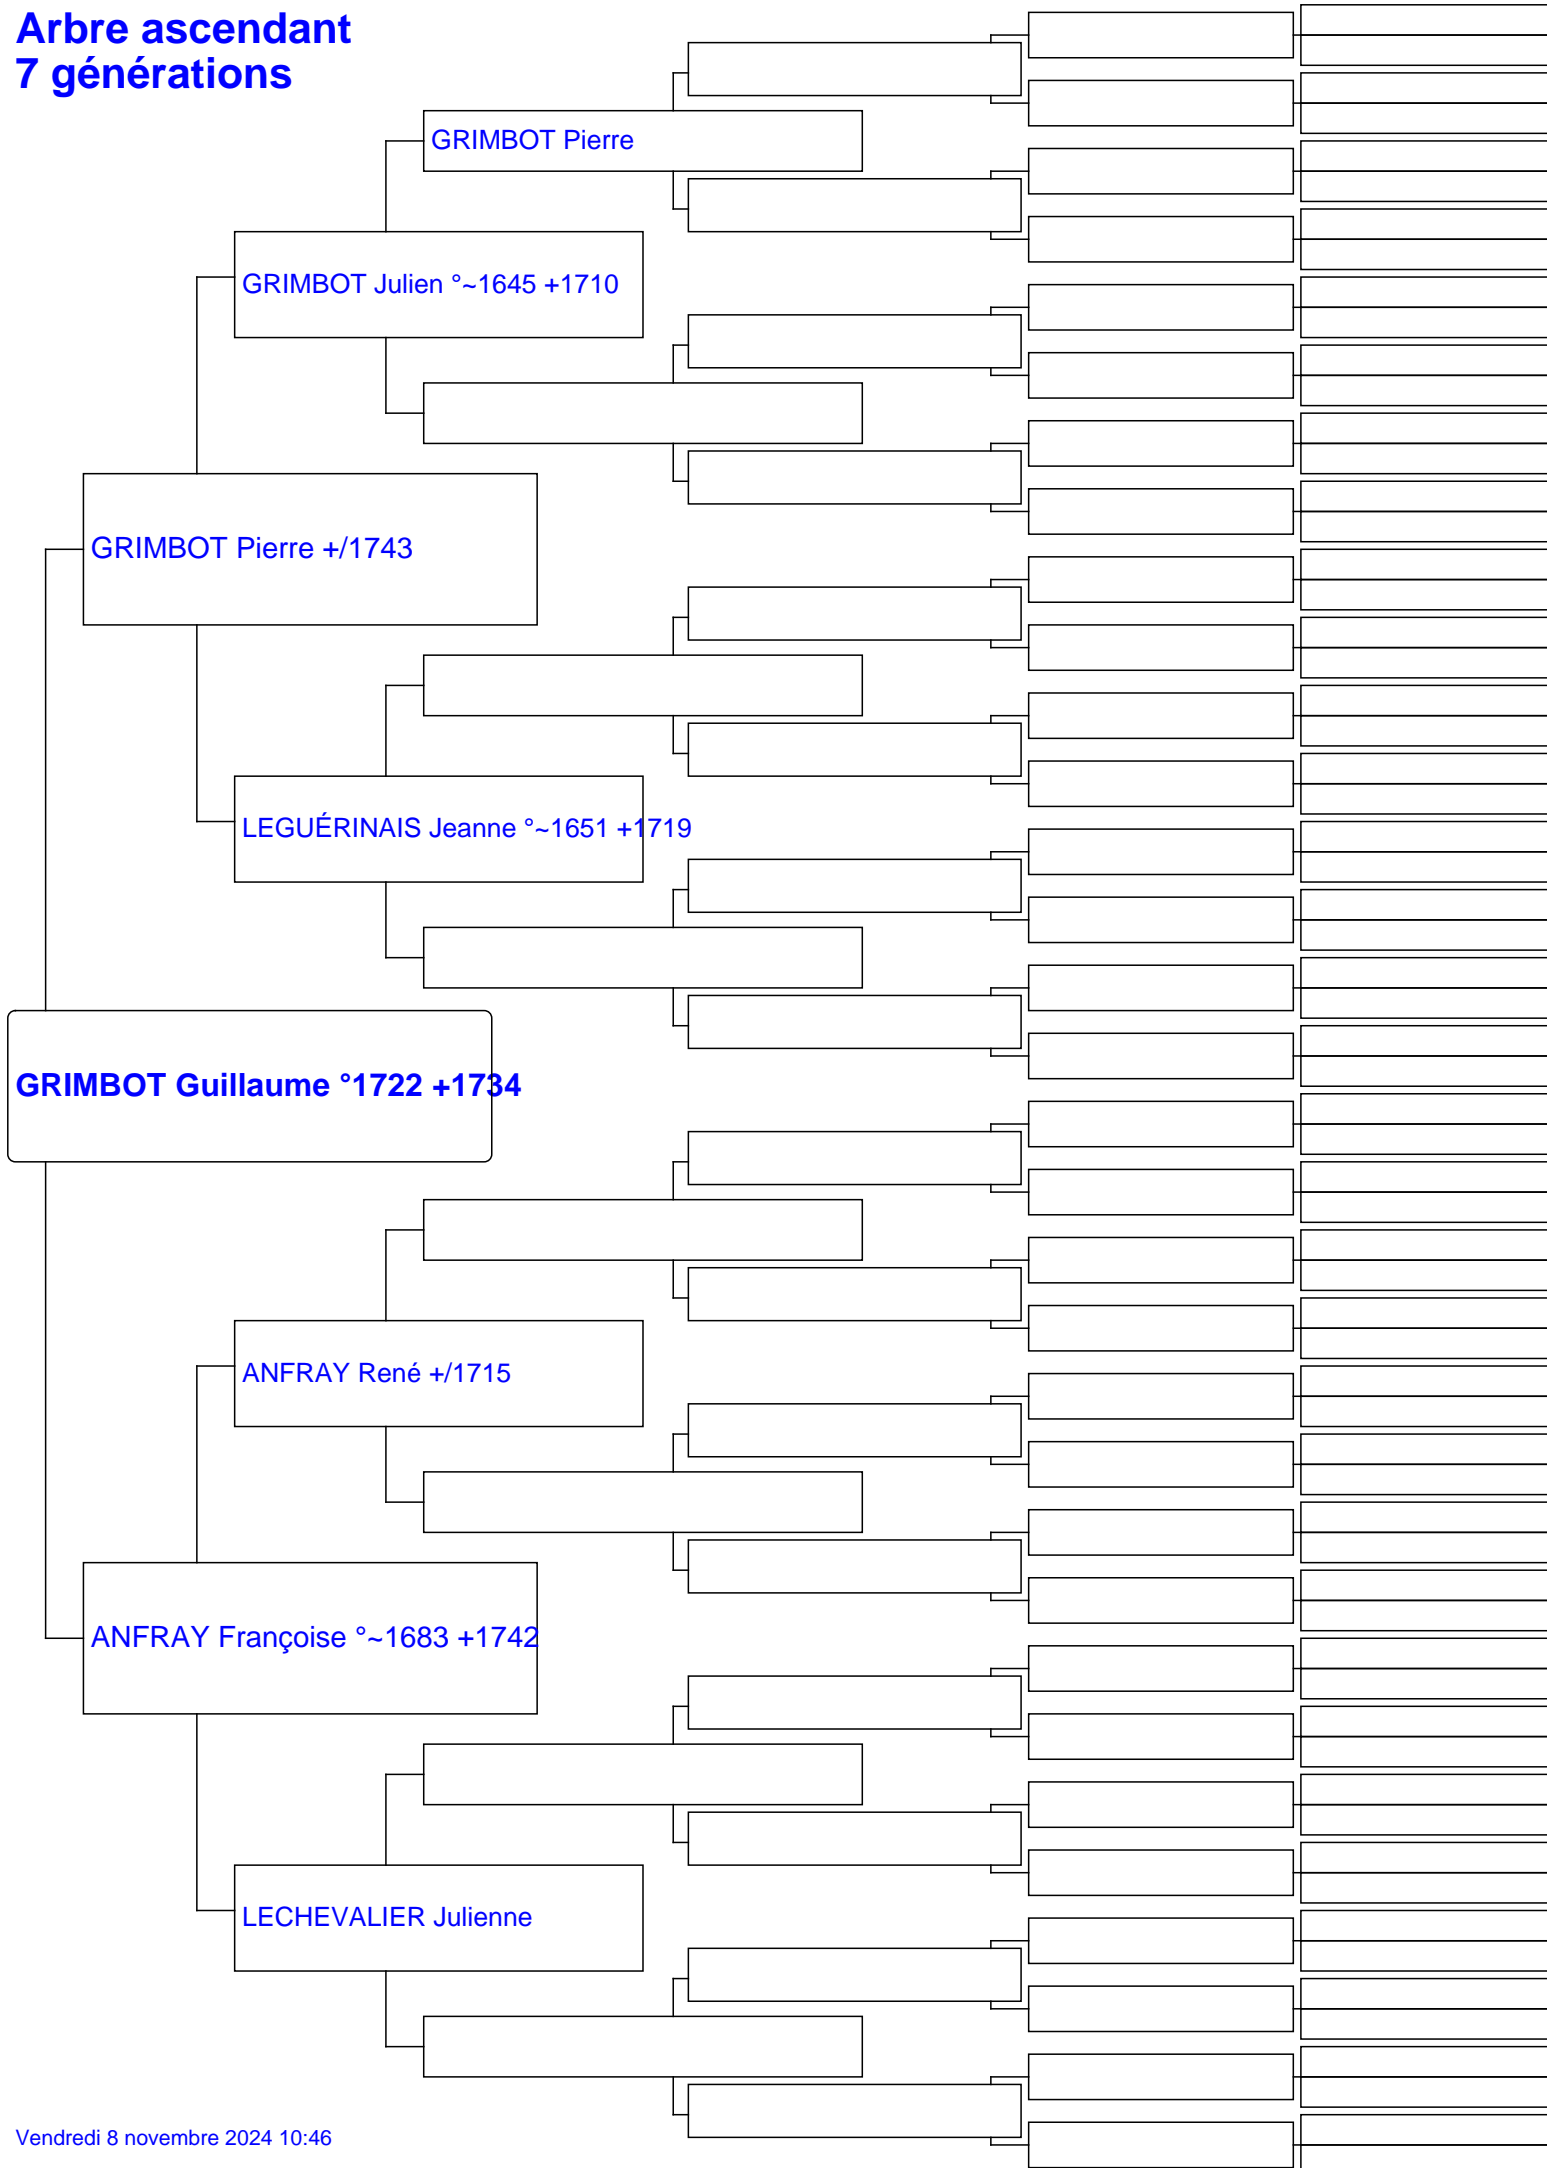 Arbre ascendant
7 générations
GRIMBOT Pierre
GRIMBOT Julien °~1645 +1710
GRIMBOT Pierre +/1743
LEGUÉRINAIS Jeanne °~1651 +1719
GRIMBOT Guillaume °1722 +1734
ANFRAY René +/1715
ANFRAY Françoise °~1683 +1742
LECHEVALIER Julienne
Vendredi 8 novembre 2024 10:46